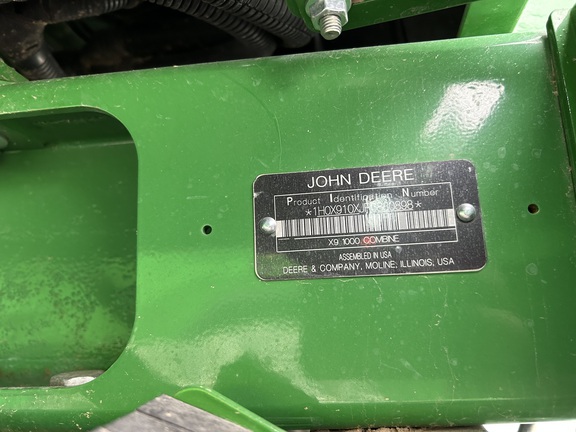 JOHN DEERE
Product Identification Number
X9 1000 COMBINE
ASSEMBLED IN USA
DEERE & COMPANY, MOLINE, ILLINOIS, USA